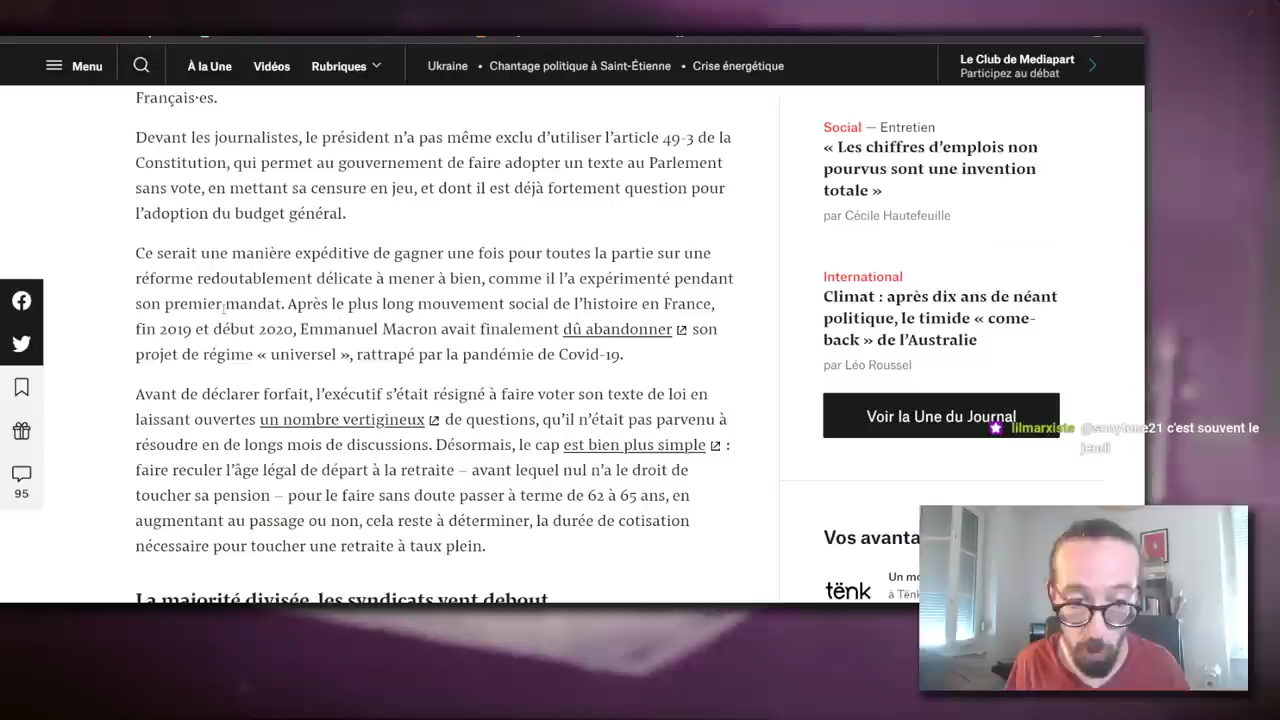 Menu
À la Une
Vidéos
Rubriques
Ukraine • Chantage politique à Saint-Étienne • Crise énergétique
Le Club de Mediapart
Participez au débat
Français·es.
Devant les journalistes, le président n’a pas même exclu d’utiliser l’article 49-3 de la
Constitution, qui permet au gouvernement de faire adopter un texte au Parlement
sans vote, en mettant sa censure en jeu, et dont il est déjà fortement question pour
l’adoption du budget général.
Ce serait une manière expéditive de gagner une fois pour toutes la partie sur une
réforme redoutablement délicate à mener à bien, comme il l’a expérimenté pendant
son premier mandat. Après le plus long mouvement social de l’histoire en France,
fin 2019 et début 2020, Emmanuel Macron avait finalement dû abandonner son
projet de régime « universel », rattrapé par la pandémie de Covid-19.
Avant de déclarer forfait, l’exécutif s’était résigné à faire voter son texte de loi en
laissant ouvertes un nombre vertigineux de questions, qu’il n’était pas parvenu à
résoudre en de longs mois de discussions. Désormais, le cap est bien plus simple :
faire reculer l’âge légal de départ à la retraite – avant lequel nul n’a le droit de
toucher sa pension – pour le faire sans doute passer à terme de 62 à 65 ans, en
augmentant au passage ou non, cela reste à déterminer, la durée de cotisation
nécessaire pour toucher une retraite à taux plein.
La majorité divisée, les syndicats vent debout
95
Social — Entretien
« Les chiffres d’emplois non
pourvus sont une invention
totale »
par Cécile Hautefeuille
International
Climat : après dix ans de néant
politique, le timide « come-
back » de l’Australie
par Léo Roussel
Voir la Une du Journal
lilmarxiste @sonytune21 c'est souvent le
jeudi
Vos avanta
tënk
Un mo
à Tënk